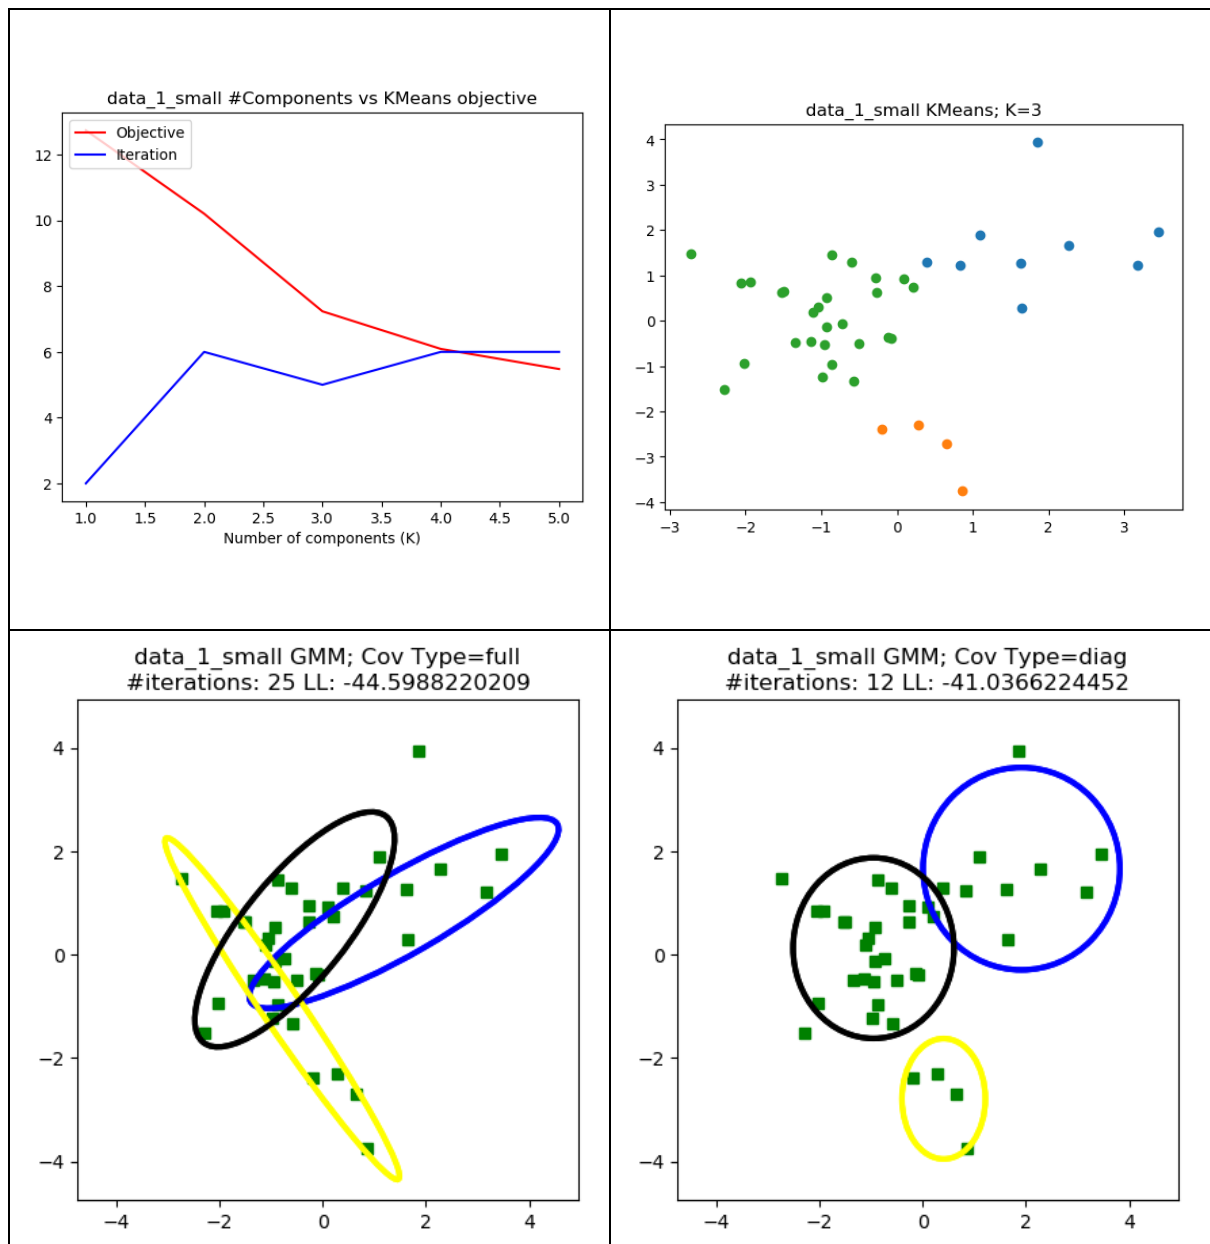 data_1_small #Components vs KMeans objective
Objective
Iteration
12
10
8
6
4
2
1.0 1.5 2.0 2.5 3.0 3.5 4.0 4.5 5.0
Number of components (K)
data_1_small KMeans; K=3
4
3
2
1
0
−1
−2
−3
−4
−3 −2 −1 0 1 2 3
data_1_small GMM; Cov Type=full
#iterations: 25 LL: -44.5988220209
4
2
0
−2
−4
−4 −2 0 2 4
data_1_small GMM; Cov Type=diag
#iterations: 12 LL: -41.0366224452
4
2
0
−2
−4
−4 −2 0 2 4